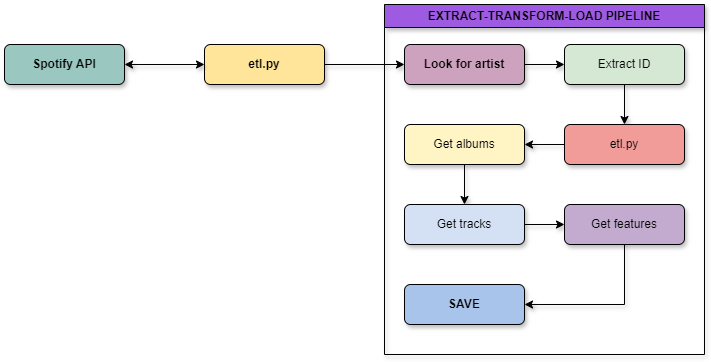 EXTRACT-TRANSFORM-LOAD PIPELINE
Spotify API
etl.py
Look for artist
Extract ID
Get albums
etl.py
Get tracks
Get features
SAVE